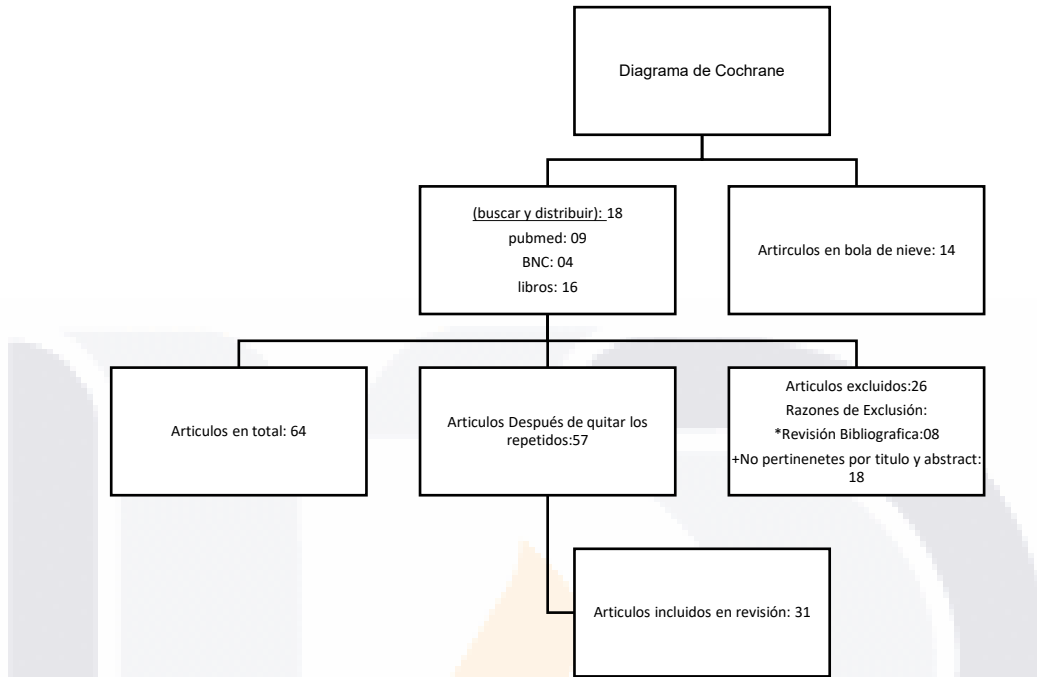 Diagrama de Cochrane
(buscar y distribuir): 18
pubmed: 09
BNC: 04
libros: 16
Artirculos en bola de nieve: 14
Articulos en total: 64
Articulos Después de quitar los
repetidos:57
Articulos excluidos:26
Razones de Exclusión:
*Revisión Bibliografica:08
+No pertinenetes por titulo y abstract:
18
Articulos incluidos en revisión: 31